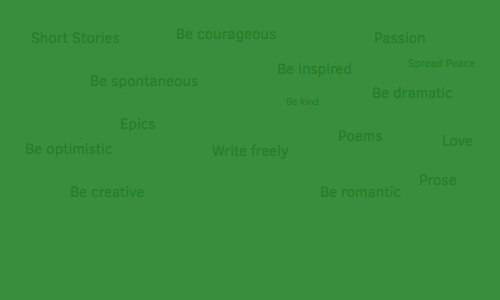 Short Stories
Be courageous
Passion
Spread Peace
Be inspired
Be spontaneous
Be dramatic
Be kind
Epics
Poems
Love
Be optimistic
Write freely
Prose
Be creative
Be romantic